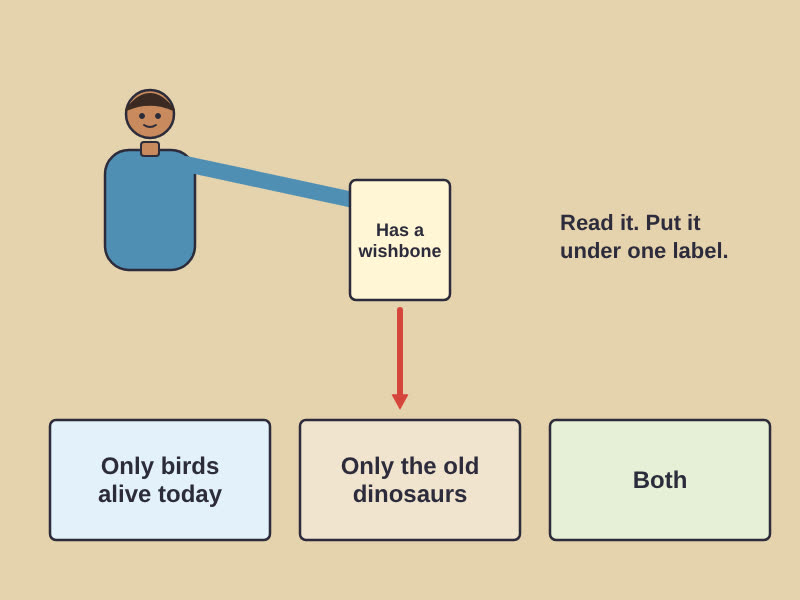 Has a
wishbone
Read it. Put it
under one label.
Only birds
alive today
Only the old
dinosaurs
Both